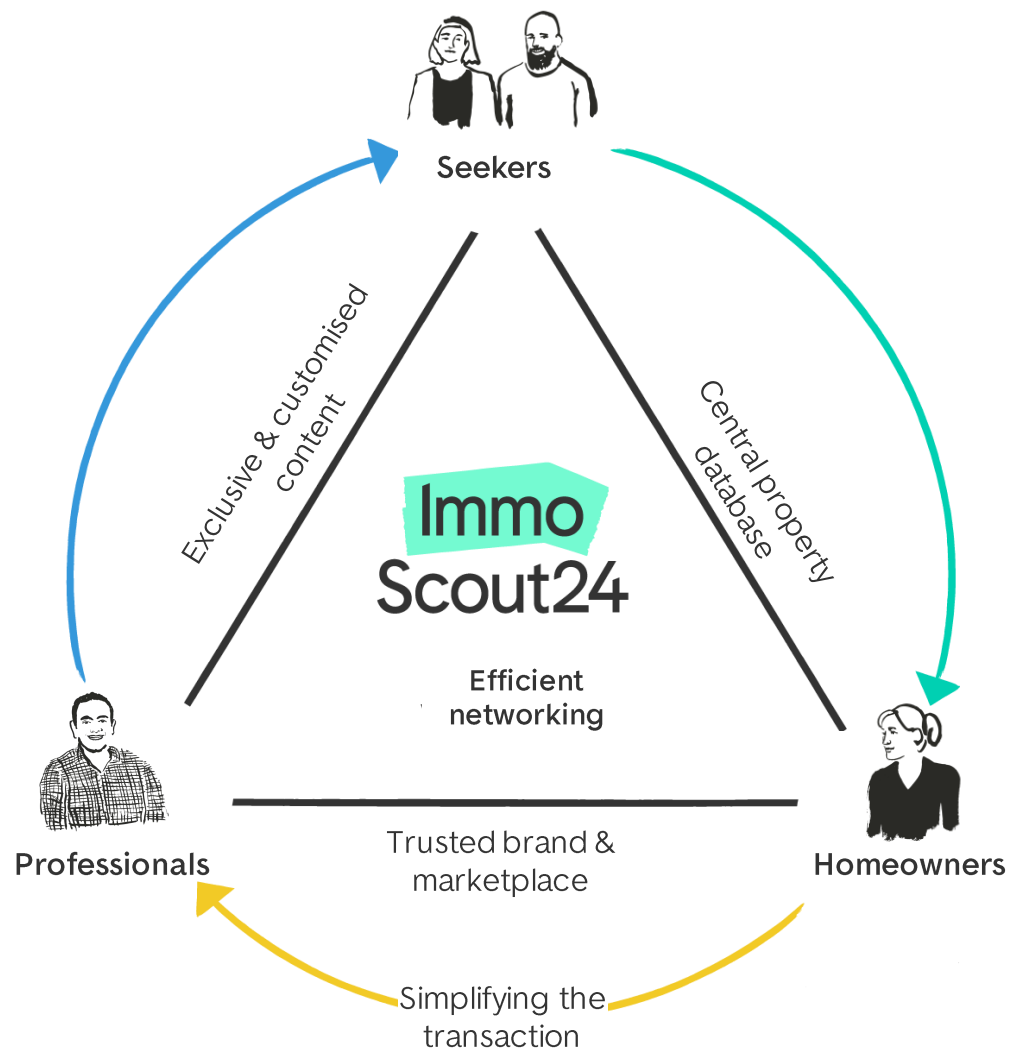 Seekers
Exclusive & customised
content
Central property
database
Immo
Scout24
Efficient
networking
Professionals
Homeowners
Trusted brand &
marketplace
Simplifying the
transaction